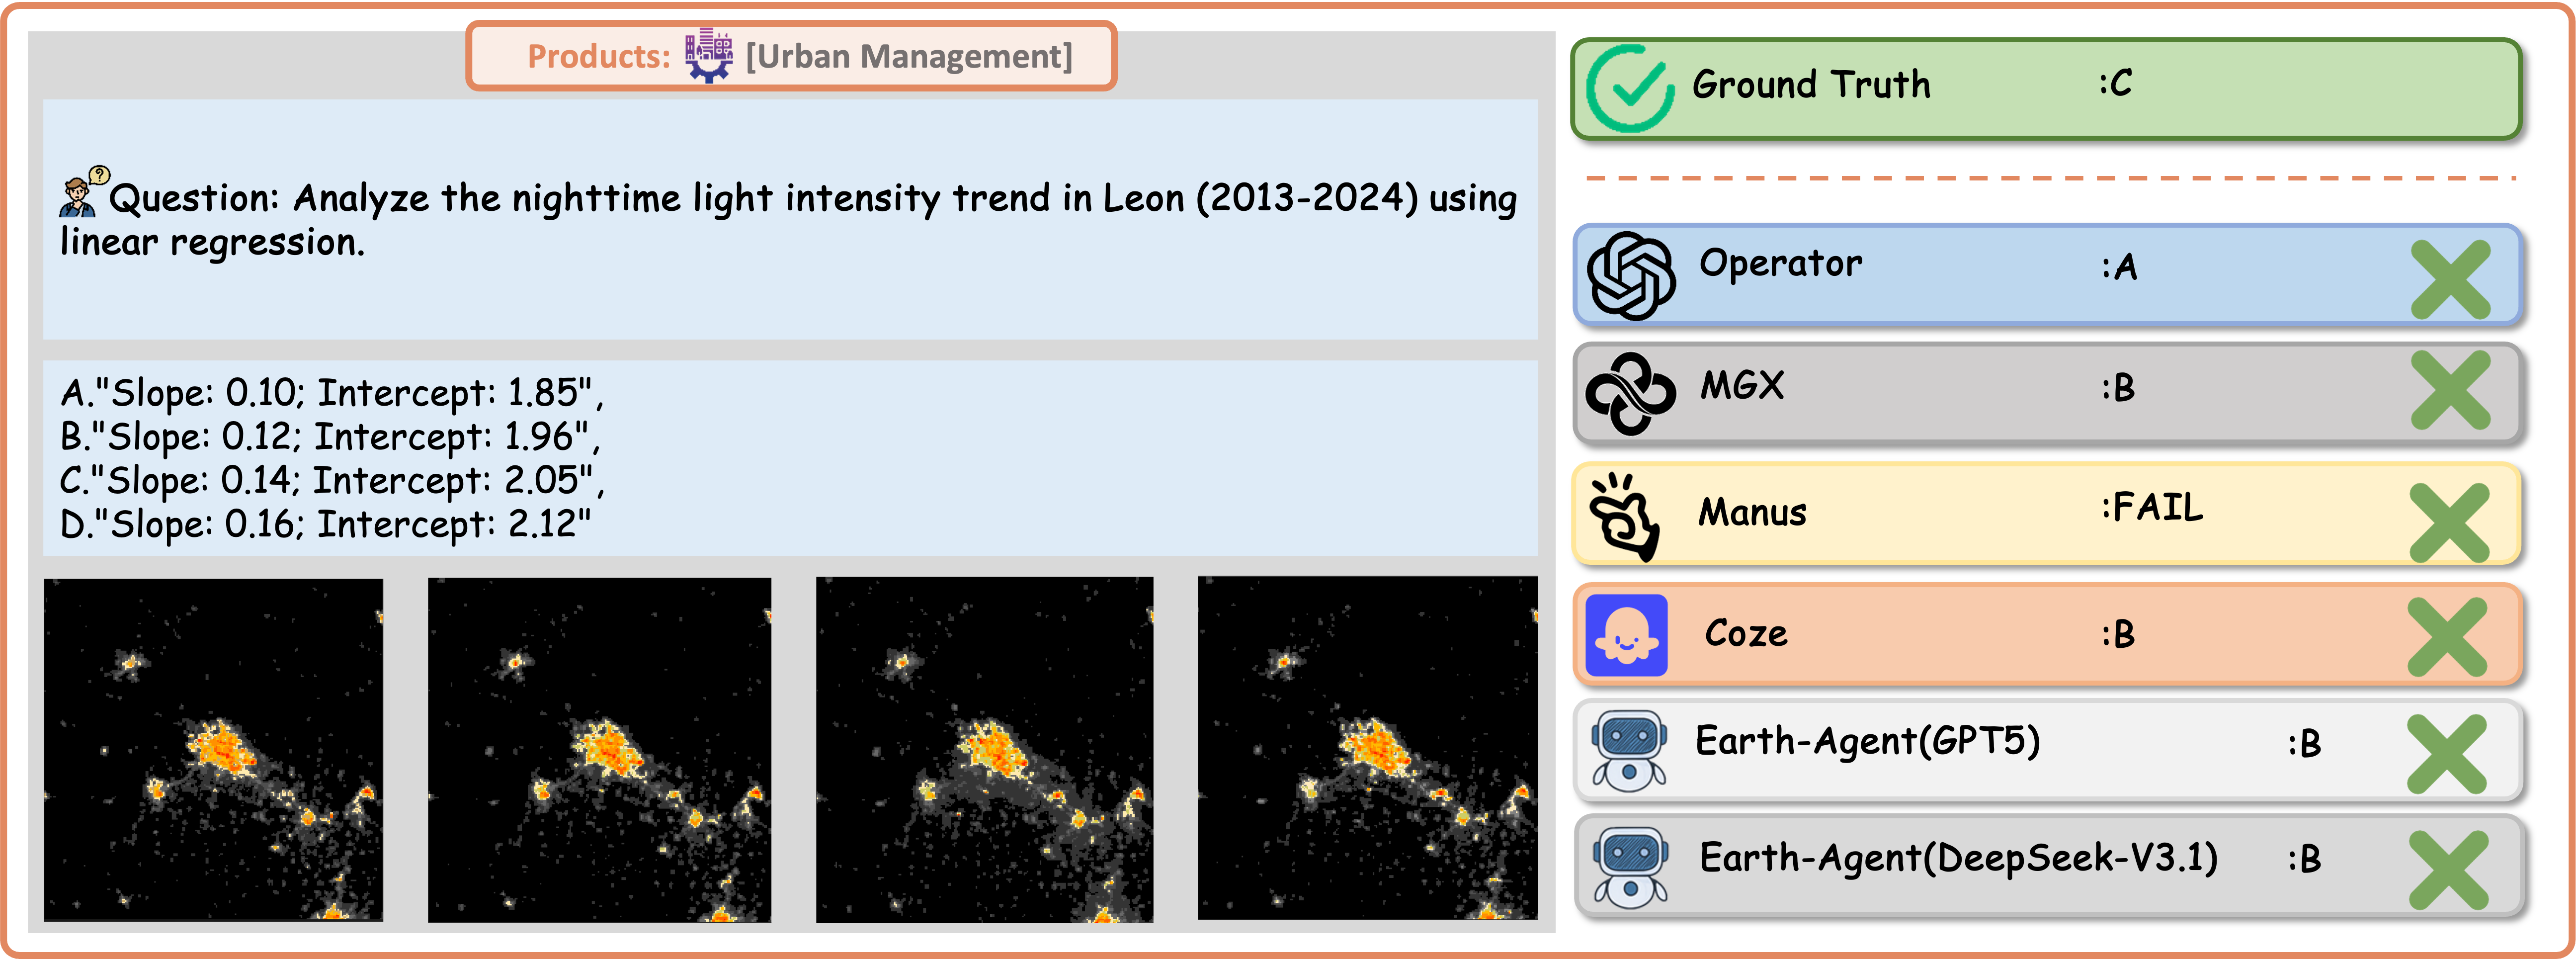 Products: [Urban Management]
Question: Analyze the nighttime light intensity trend in Leon (2013-2024) using
linear regression.
A."Slope: 0.10; Intercept: 1.85",
B."Slope: 0.12; Intercept: 1.96",
C."Slope: 0.14; Intercept: 2.05",
D."Slope: 0.16; Intercept: 2.12"
Ground Truth :C
Operator :A
MGX :B
Manus :FAIL
Coze :B
Earth-Agent(GPT5) :B
Earth-Agent(DeepSeek-V3.1) :B